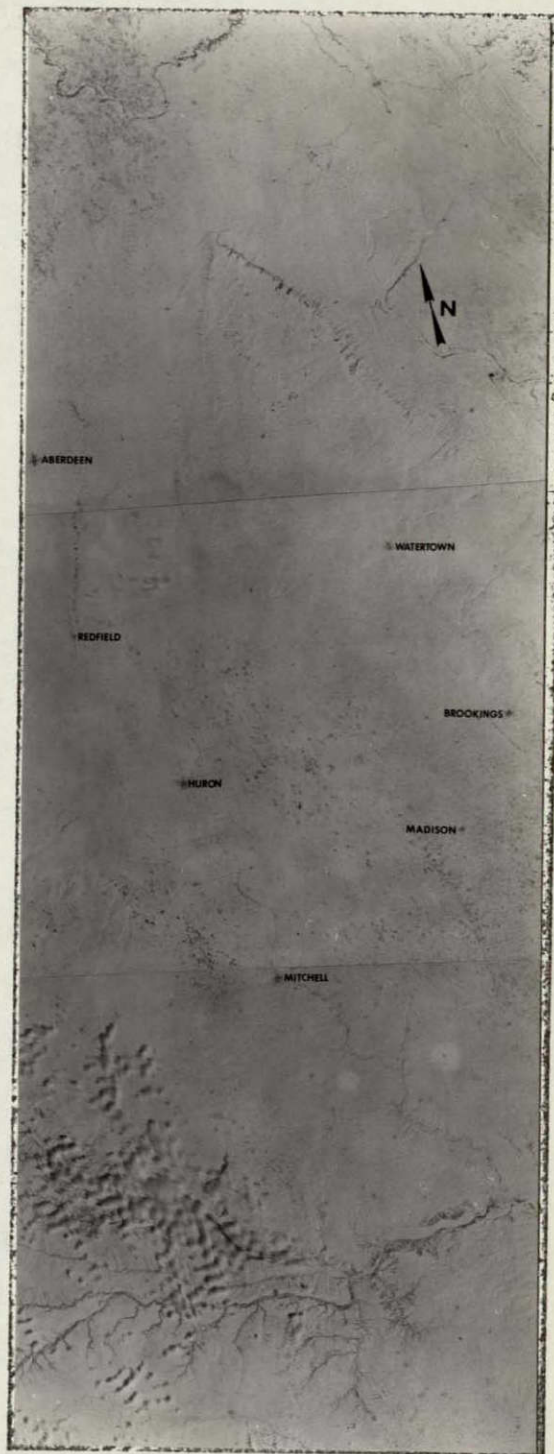 N
ABERDEEN
WATERTOWN
REDFIELD
BROOKINGS
HURON
MADISON
MITCHELL